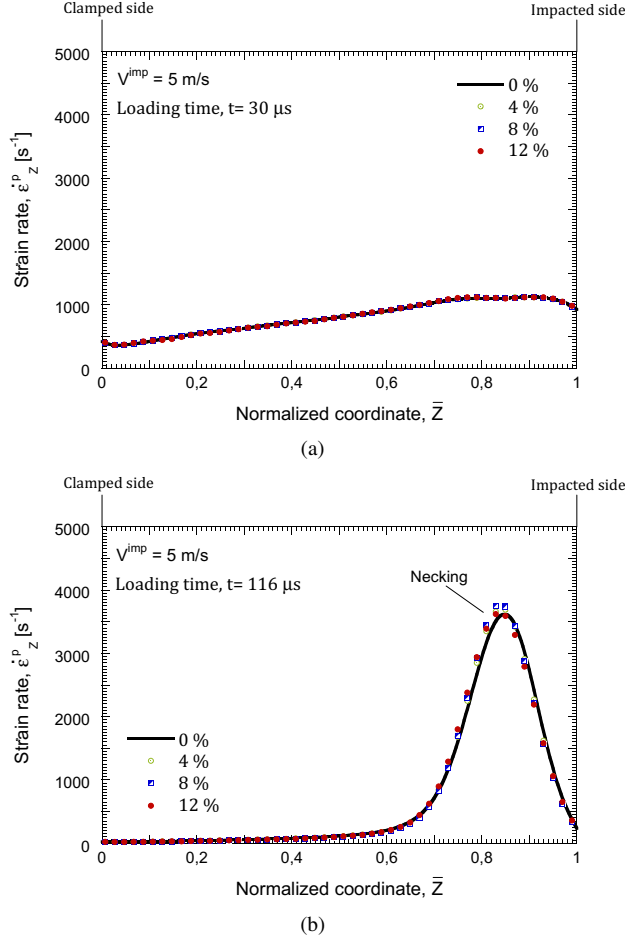 Clamped side
Impacted side
5000
4000
3000
2000
1000
0
Strain rate, ε̇ᵖ_Z [s⁻¹]
Vⁱᵐᵖ = 5 m/s
Loading time, t= 30 μs
0 %
4 %
8 %
12 %
0
0,2
0,4
0,6
0,8
1
Normalized coordinate, Z̅
(a)
Clamped side
Impacted side
5000
4000
3000
2000
1000
0
Strain rate, ε̇ᵖ_Z [s⁻¹]
Vⁱᵐᵖ = 5 m/s
Loading time, t= 116 μs
Necking
0 %
4 %
8 %
12 %
0
0,2
0,4
0,6
0,8
1
Normalized coordinate, Z̅
(b)